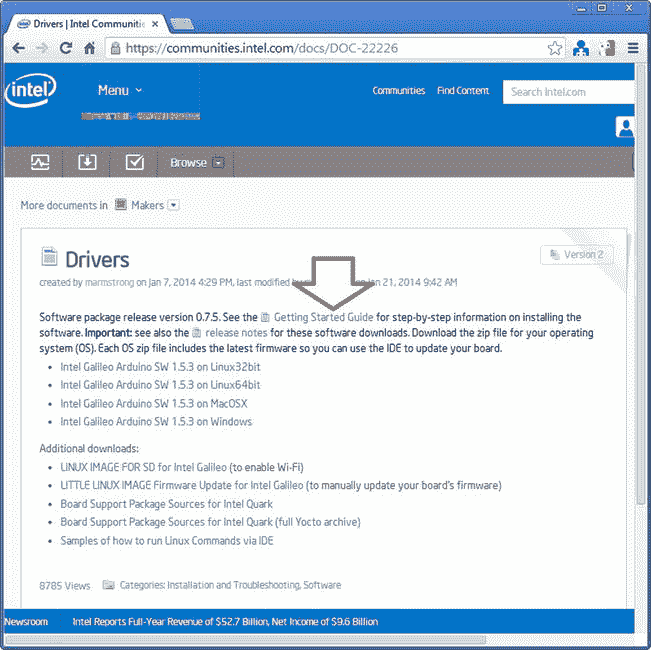 Drivers | Intel Communiti
https://communities.intel.com/docs/DOC-22226
intel
Menu
Communities Find Content Search Intel.com
Browse
More documents in Makers
Drivers
Version 2
created by marmstrong on Jan 7, 2014 4:29 PM, last modified Jan 21, 2014 9:42 AM
Software package release version 0.7.5. See the Getting Started Guide for step-by-step information on installing the
software. Important: see also the release notes for these software downloads. Download the zip file for your operating
system (OS). Each OS zip file includes the latest firmware so you can use the IDE to update your board.
• Intel Galileo Arduino SW 1.5.3 on Linux32bit
• Intel Galileo Arduino SW 1.5.3 on Linux64bit
• Intel Galileo Arduino SW 1.5.3 on MacOSX
• Intel Galileo Arduino SW 1.5.3 on Windows
Additional downloads:
• LINUX IMAGE FOR SD for Intel Galileo (to enable Wi-Fi)
• LITTLE LINUX IMAGE Firmware Update for Intel Galileo (to manually update your board's firmware)
• Board Support Package Sources for Intel Quark
• Board Support Package Sources for Intel Quark (full Yocto archive)
• Samples of how to run Linux Commands via IDE
8785 Views Categories: Installation and Troubleshooting, Software
Newsroom Intel Reports Full-Year Revenue of $52.7 Billion, Net Income of $9.6 Billion